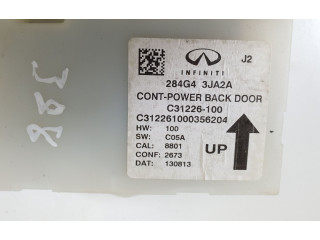 308
INFINITI J2
284G4 3JA2A
CONT-POWER BACK DOOR
C31226-100
C312261000356204
HW: 100
SW: C05A
CAL: 8801
CONF: 2673
DAT: 130813
UP